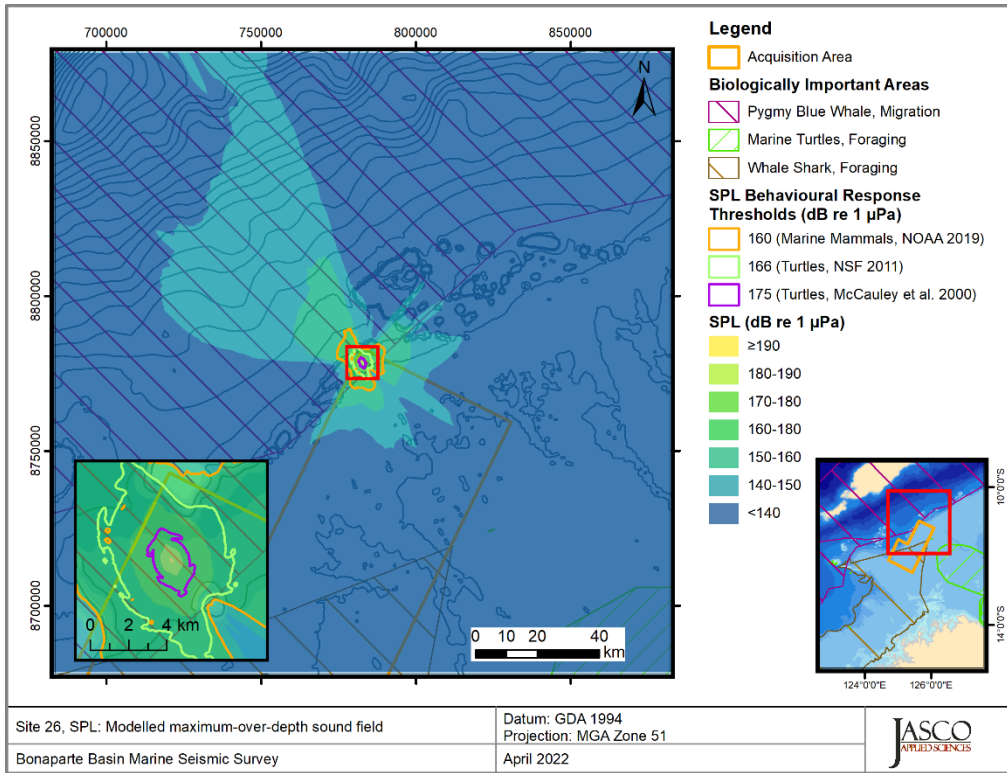 700000
750000
800000
850000
8850000
8800000
8750000
8700000
N
0 2 4 km
0 10 20 40
km
Legend
Acquisition Area
Biologically Important Areas
Pygmy Blue Whale, Migration
Marine Turtles, Foraging
Whale Shark, Foraging
SPL Behavioural Response
Thresholds (dB re 1 µPa)
160 (Marine Mammals, NOAA 2019)
166 (Turtles, NSF 2011)
175 (Turtles, McCauley et al. 2000)
SPL (dB re 1 µPa)
≥190
180-190
170-180
160-180
150-160
140-150
<140
10°0'0"S
14°0'0"S
124°0'0"E 126°0'0"E
Site 26, SPL: Modelled maximum-over-depth sound field
Datum: GDA 1994
Projection: MGA Zone 51
Bonaparte Basin Marine Seismic Survey
April 2022
JASCO
APPLIED SCIENCES